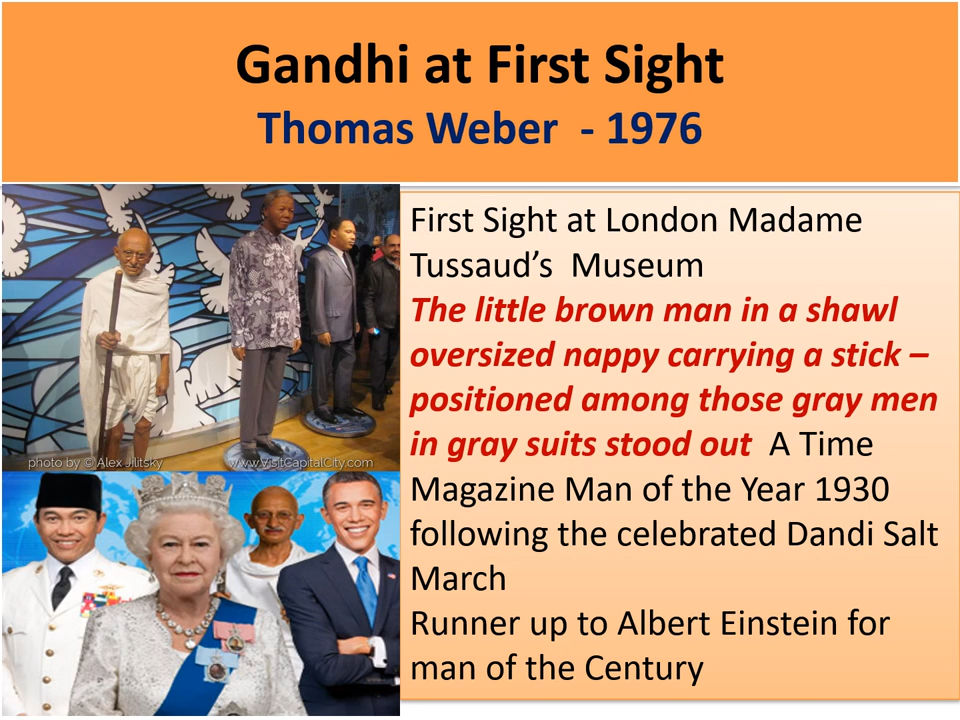 Gandhi at First Sight
Thomas Weber - 1976
First Sight at London Madame
Tussaud’s Museum
The little brown man in a shawl
oversized nappy carrying a stick –
positioned among those gray men
in gray suits stood out A Time
Magazine Man of the Year 1930
following the celebrated Dandi Salt
March
Runner up to Albert Einstein for
man of the Century
photo by © Alex Jilitsky www.VisitCapitalCity.com